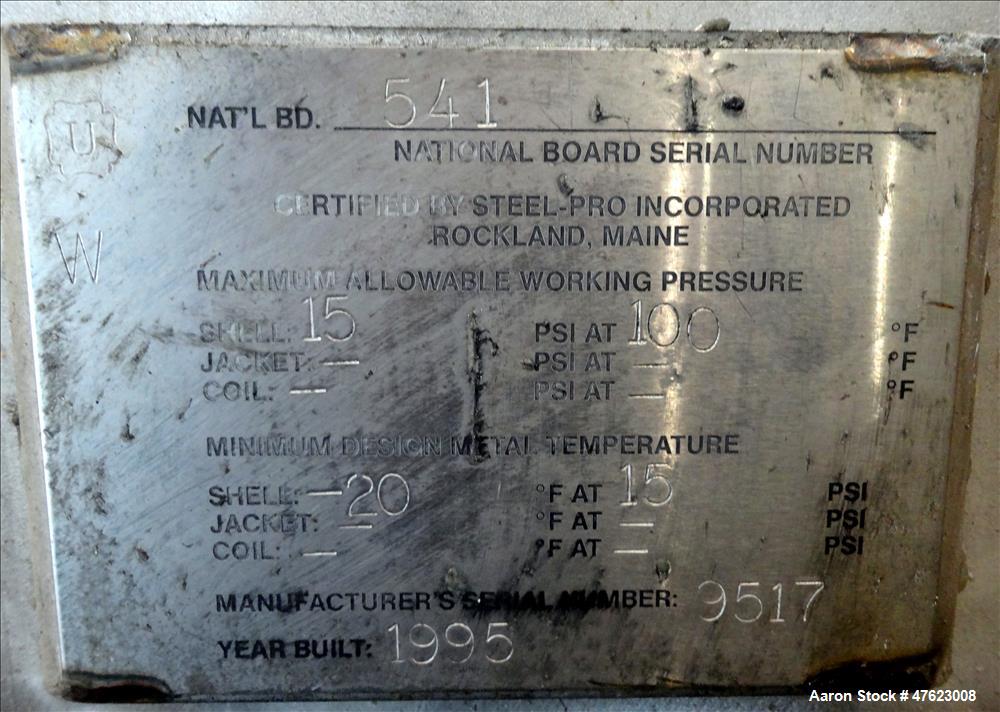 U
NAT'L BD. 541
NATIONAL BOARD SERIAL NUMBER
CERTIFIED BY STEEL-PRO INCORPORATED
ROCKLAND, MAINE
W
MAXIMUM ALLOWABLE WORKING PRESSURE
SHELL: 15 PSI AT 100 °F
JACKET: — PSI AT — °F
COIL: — PSI AT — °F
MINIMUM DESIGN METAL TEMPERATURE
SHELL: -20 °F AT 15 PSI
JACKET: — °F AT — PSI
COIL: — °F AT — PSI
MANUFACTURER'S SERIAL NUMBER: 9517
YEAR BUILT: 1995
Aaron Stock # 47623008